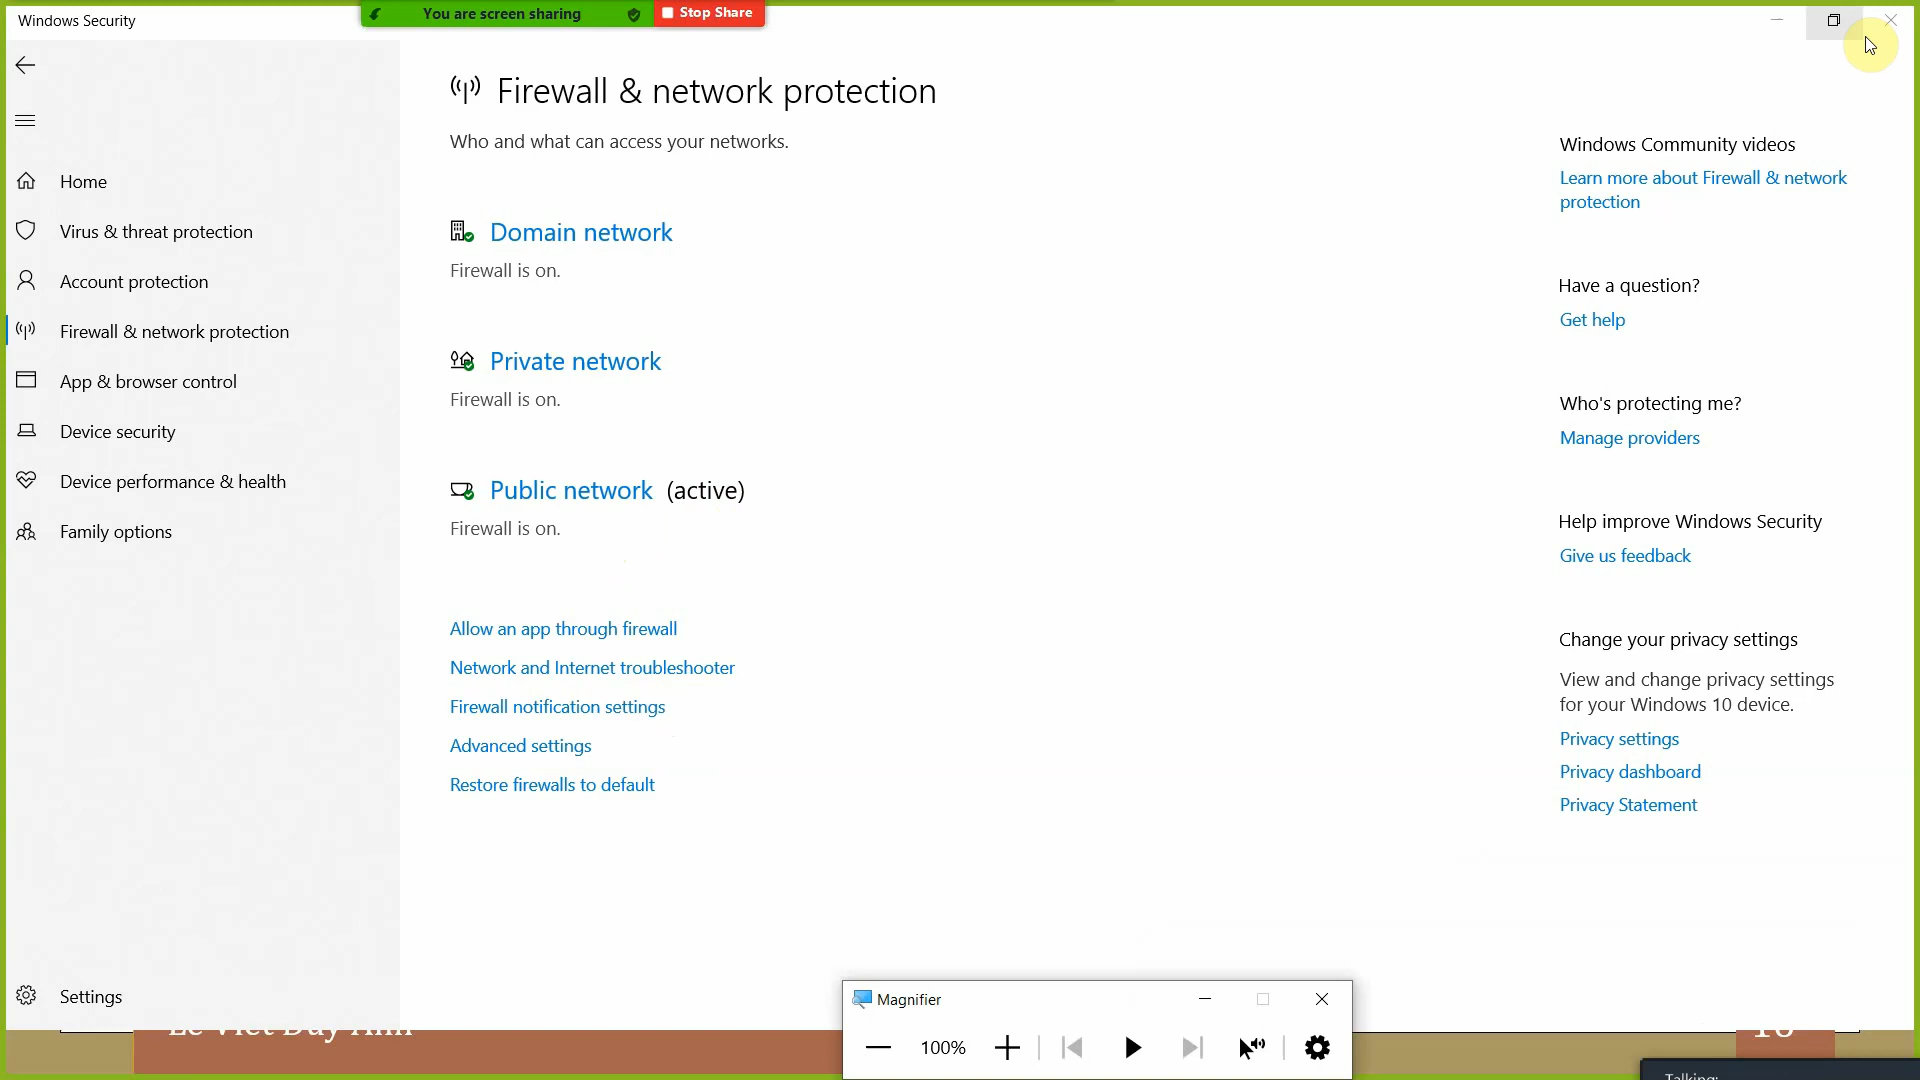 You are screen sharing
Stop Share
Windows Security
Home
Virus & threat protection
Account protection
Firewall & network protection
App & browser control
Device security
Device performance & health
Family options
Settings
Firewall & network protection
Who and what can access your networks.
Domain network
Firewall is on.
Private network
Firewall is on.
Public network (active)
Firewall is on.
Allow an app through firewall
Network and Internet troubleshooter
Firewall notification settings
Advanced settings
Restore firewalls to default
Windows Community videos
Learn more about Firewall & network
protection
Have a question?
Get help
Who's protecting me?
Manage providers
Help improve Windows Security
Give us feedback
Change your privacy settings
View and change privacy settings
for your Windows 10 device.
Privacy settings
Privacy dashboard
Privacy Statement
Magnifier
100%
Talking: